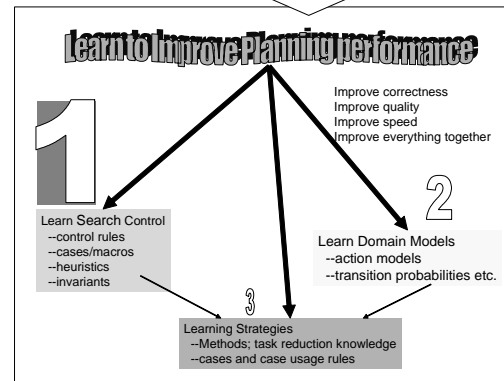 Learn to Improve Planning performance
Improve correctness
Improve quality
Improve speed
Improve everything together
1
Learn Search Control
--control rules
--cases/macros
--heuristics
--invariants
2
Learn Domain Models
--action models
--transition probabilities etc.
3
Learning Strategies
--Methods; task reduction knowledge
--cases and case usage rules